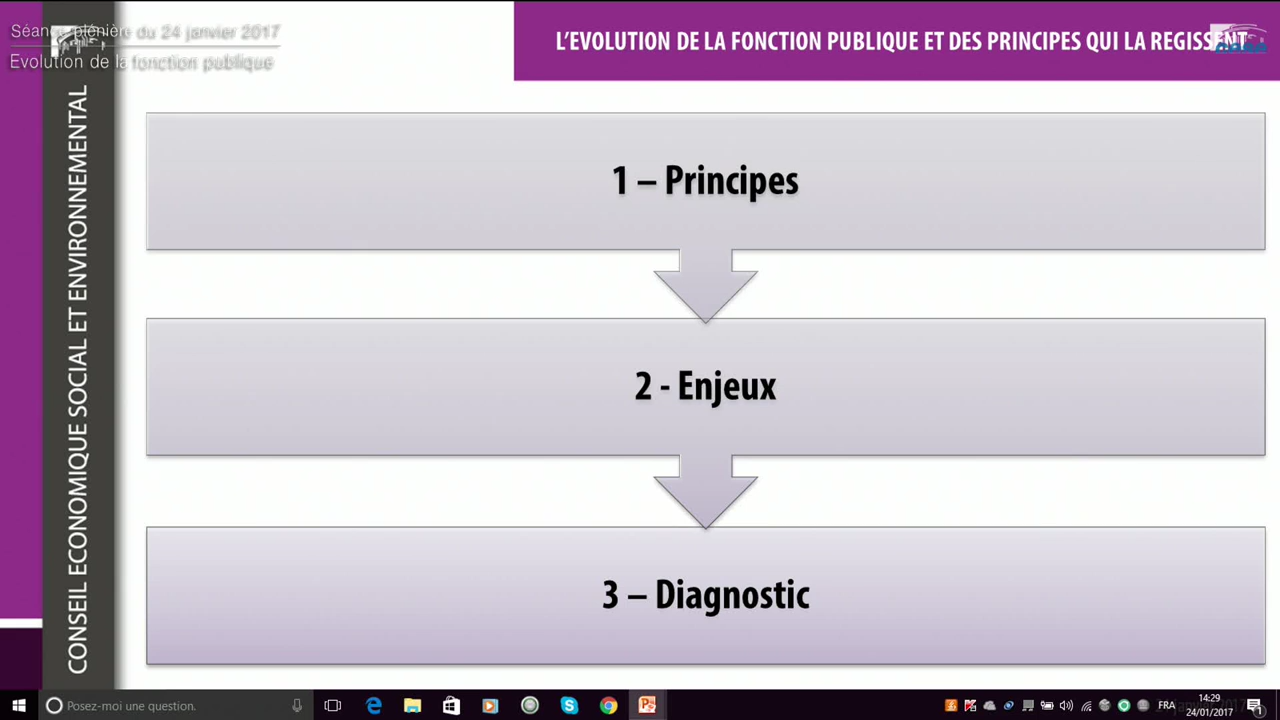 Séance plénière du 24 janvier 2017
Evolution de la fonction publique
L'EVOLUTION DE LA FONCTION PUBLIQUE ET DES PRINCIPES QUI LA REGISSENT
CONSEIL ECONOMIQUE SOCIAL ET ENVIRONNEMENTAL
1 – Principes
2 - Enjeux
3 – Diagnostic
Posez-moi une question.
FRA
14:29
24/01/2017
1